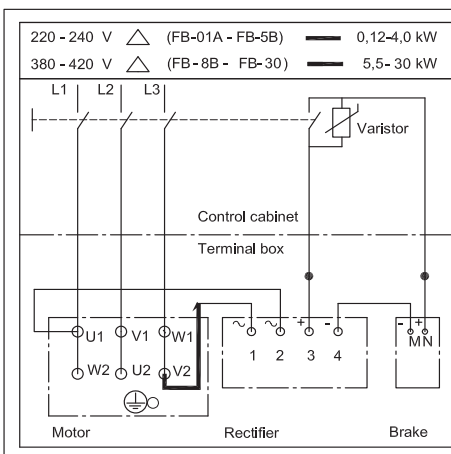 220 - 240 V △ (FB-01A - FB-5B) 0,12-4,0 kW
380 - 420 V △ (FB - 8B - FB - 30) 5,5- 30 kW
L1 L2 L3
Varistor
Control cabinet
Terminal box
U1 V1 W1
W2 U2 V2
~ ~ + -
1 2 3 4
- +
M N
Motor Rectifier Brake